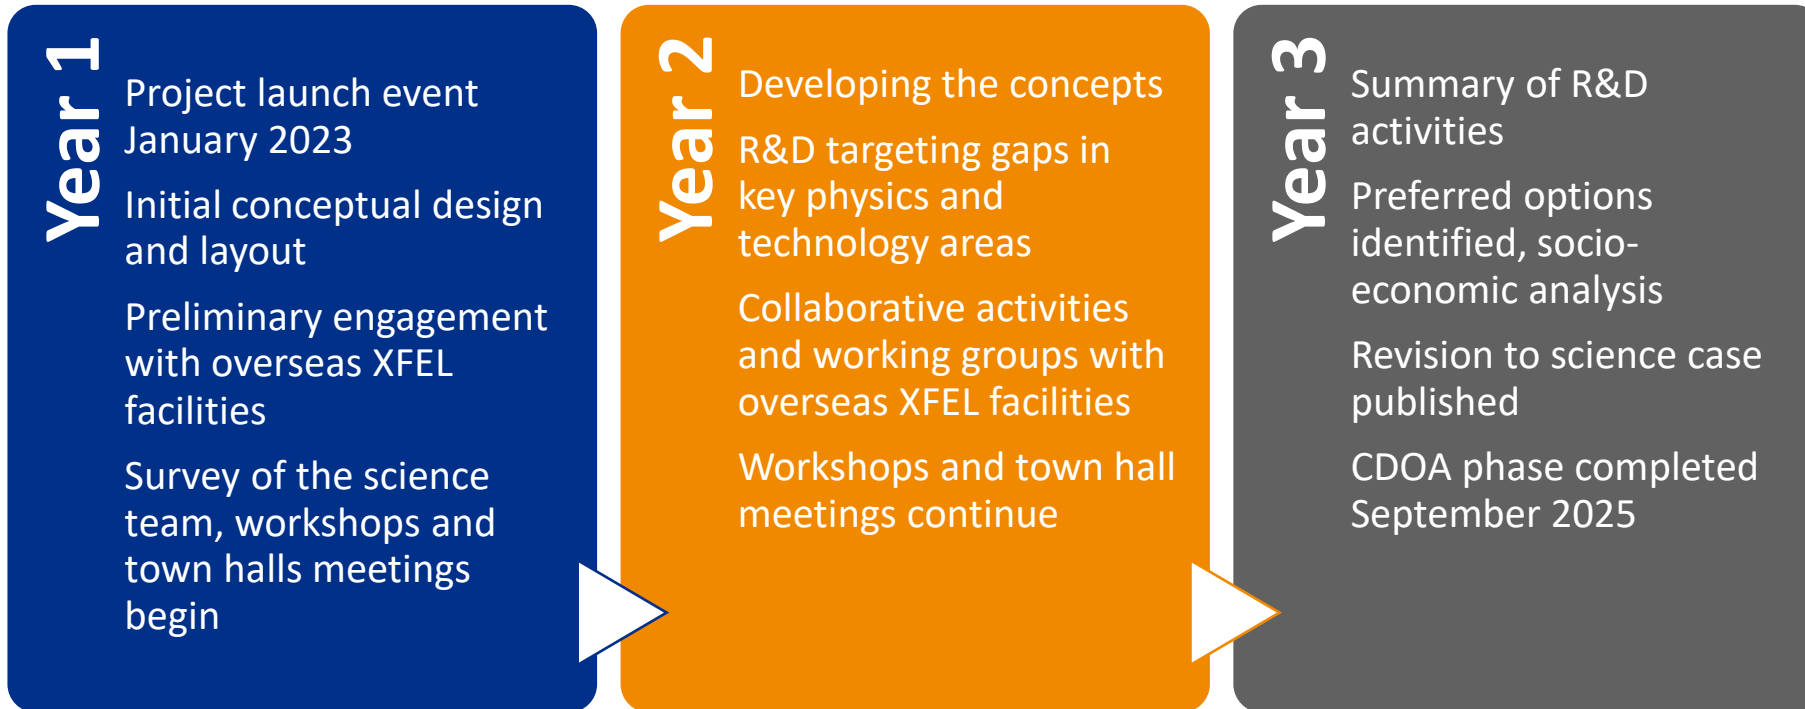 Year 1
Project launch event
January 2023
Initial conceptual design
and layout
Preliminary engagement
with overseas XFEL
facilities
Survey of the science
team, workshops and
town halls meetings
begin
Year 2
Developing the concepts
R&D targeting gaps in
key physics and
technology areas
Collaborative activities
and working groups with
overseas XFEL facilities
Workshops and town hall
meetings continue
Year 3
Summary of R&D
activities
Preferred options
identified, socio-
economic analysis
Revision to science case
published
CDOA phase completed
September 2025